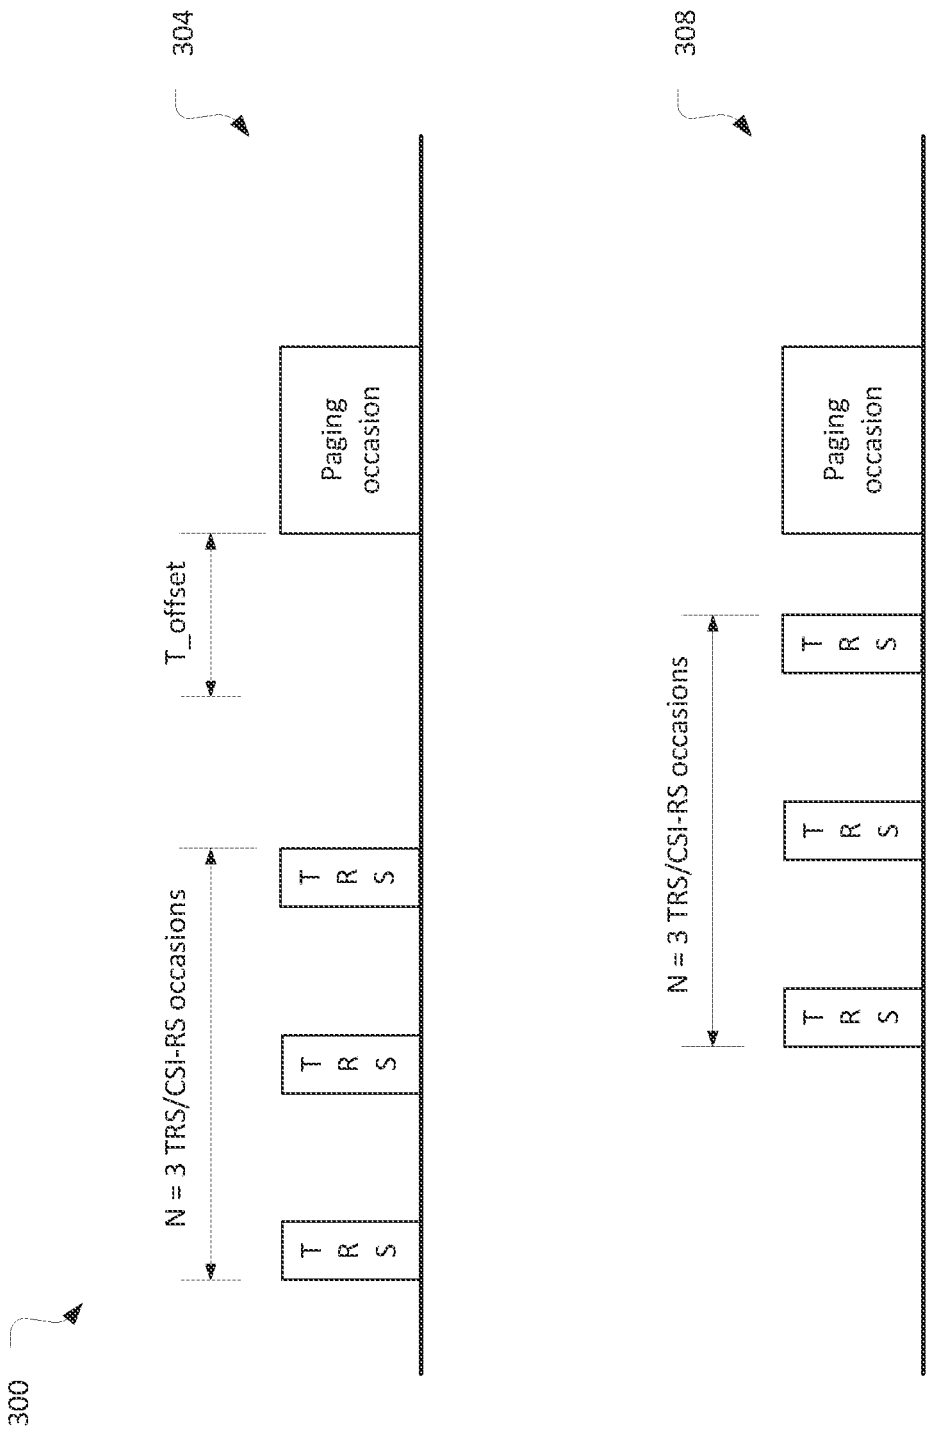 300
304
N = 3 TRS/CSI-RS occasions
T_offset
T
R
S
T
R
S
T
R
S
Paging
occasion
308
N = 3 TRS/CSI-RS occasions
T
R
S
T
R
S
T
R
S
Paging
occasion